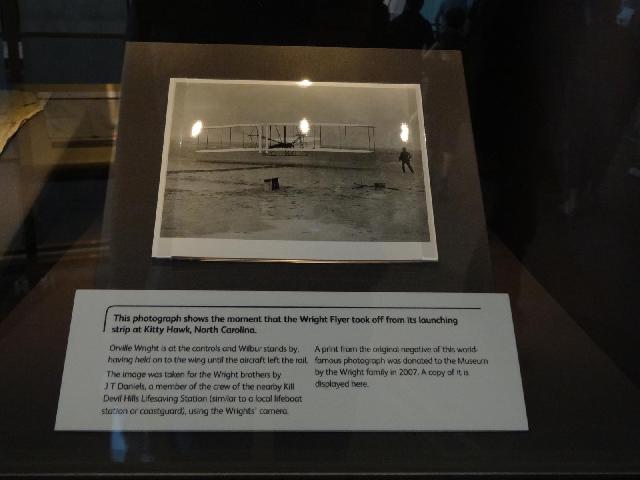 This photograph shows the moment that the Wright Flyer took off from its launching
strip at Kitty Hawk, North Carolina.
Orville Wright is at the controls and Wilbur stands by,
having held on to the wing until the aircraft left the rail.
The image was taken for the Wright brothers by
J T Daniels, a member of the crew of the nearby Kill
Devil Hills Lifesaving Station (similar to a local lifeboat
station or coastguard), using the Wrights' camera.
A print from the original negative of this world-
famous photograph was donated to the Museum
by the Wright family in 2007. A copy of it is
displayed here.